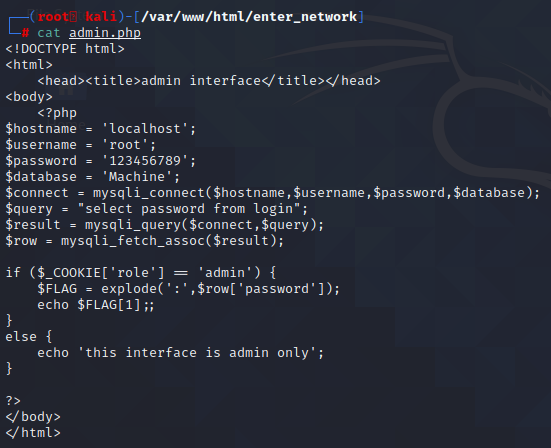 (root㉿kali)-[/var/www/html/enter_network]
# cat admin.php
<!DOCTYPE html>
<html>
    <head><title>admin interface</title></head>
<body>
    <?php
$hostname = 'localhost';
$username = 'root';
$password = '123456789';
$database = 'Machine';
$connect = mysqli_connect($hostname,$username,$password,$database);
$query = "select password from login";
$result = mysqli_query($connect,$query);
$row = mysqli_fetch_assoc($result);

if ($_COOKIE['role'] == 'admin') {
    $FLAG = explode(':',$row['password']);
    echo $FLAG[1];;
}
else {
    echo 'this interface is admin only';
}

?>
</body>
</html>